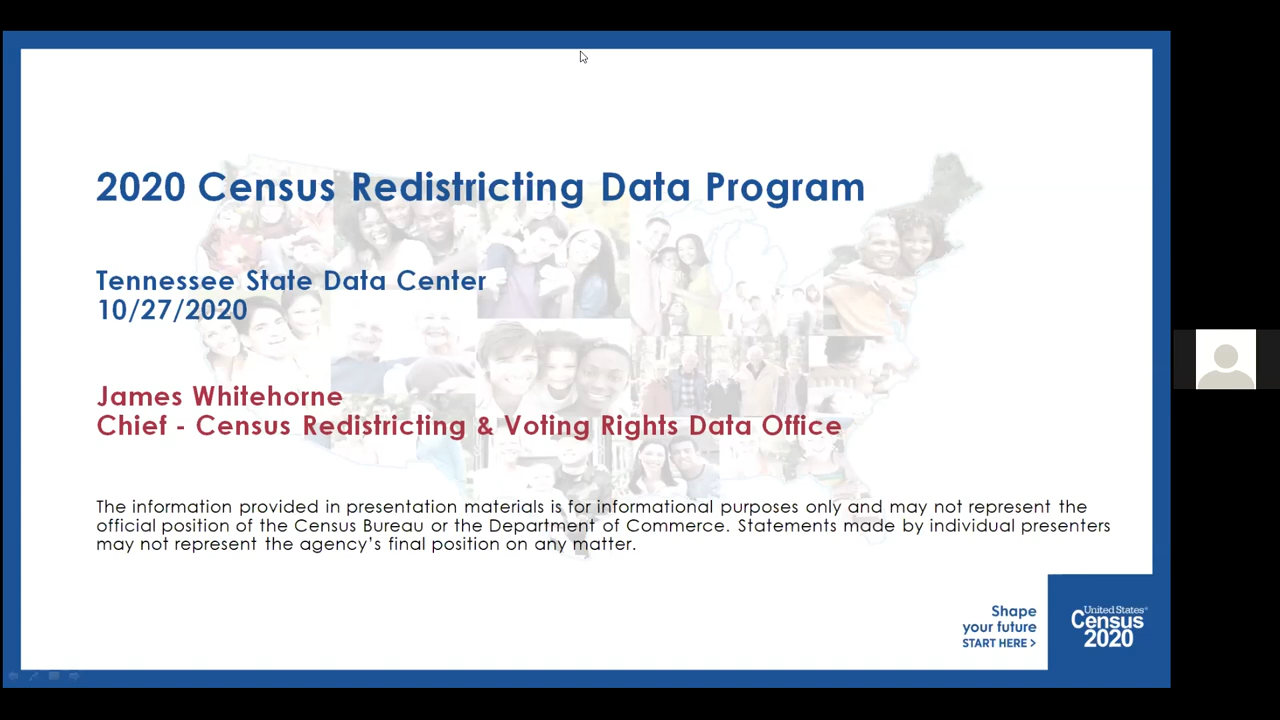 2020 Census Redistricting Data Program
Tennessee State Data Center
10/27/2020
James Whitehorne
Chief - Census Redistricting & Voting Rights Data Office
The information provided in presentation materials is for informational purposes only and may not represent the
official position of the Census Bureau or the Department of Commerce. Statements made by individual presenters
may not represent the agency’s final position on any matter.
Shape
your future
START HERE >
United States®
Census
2020